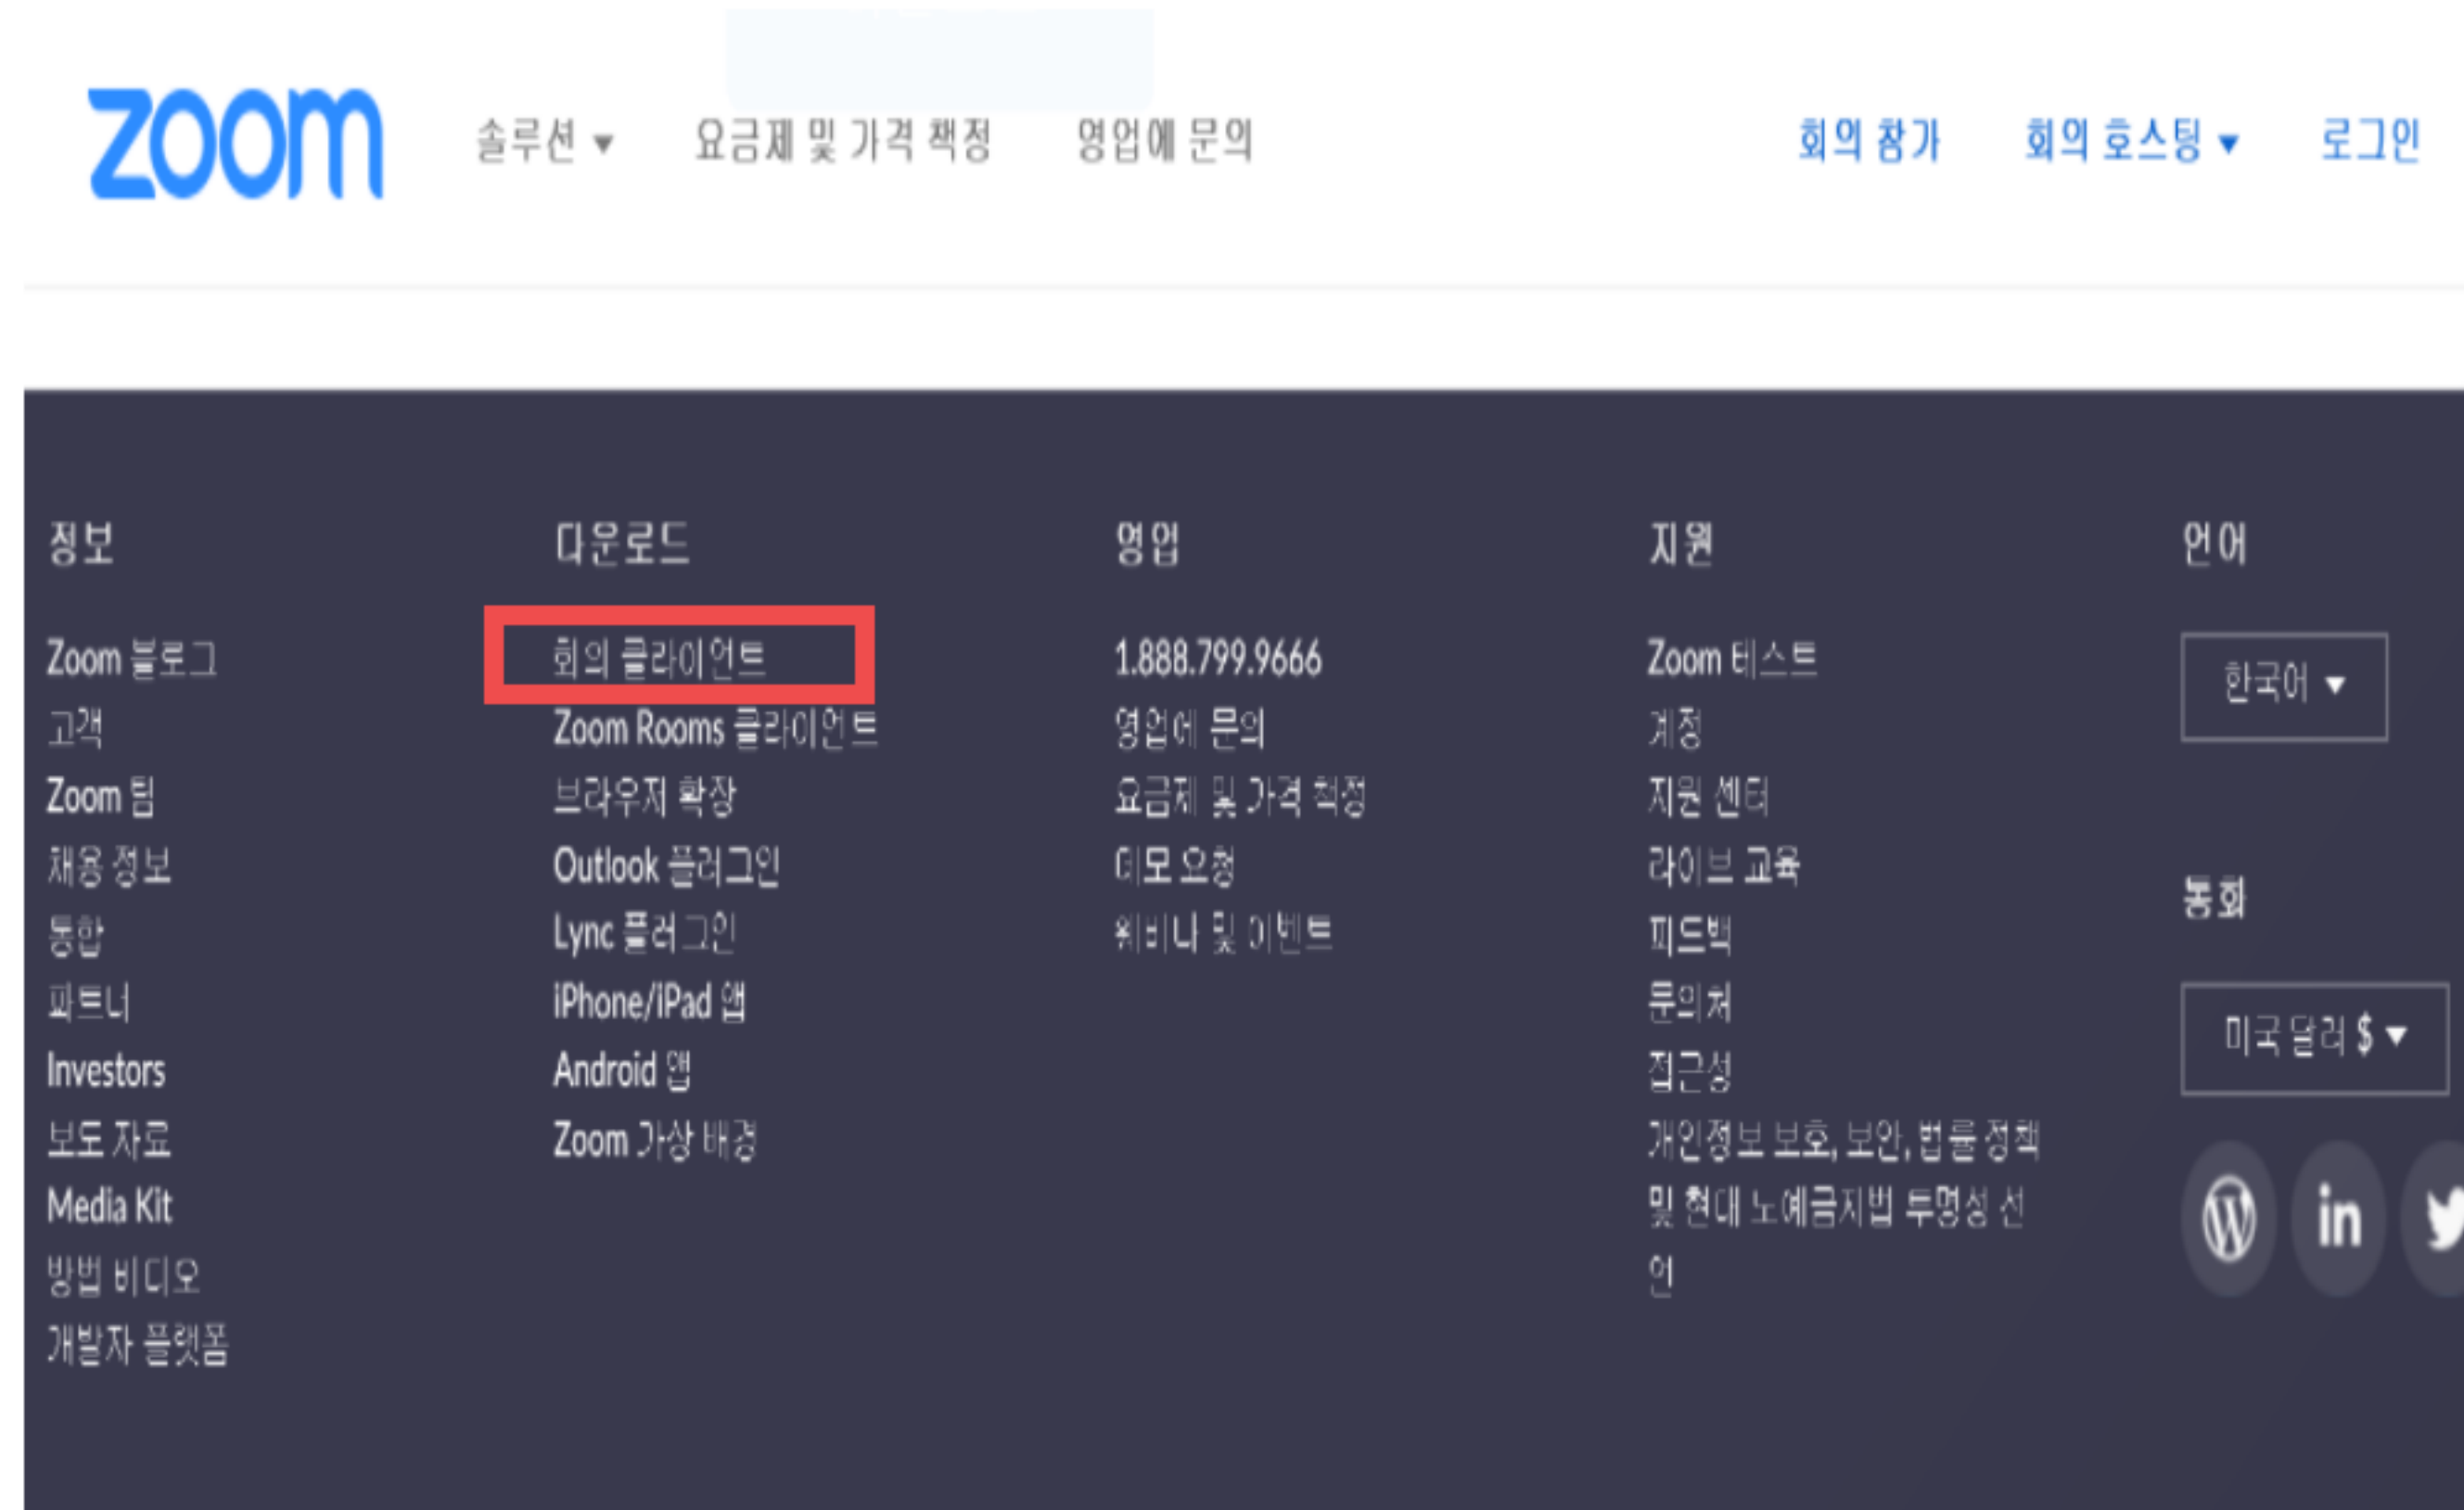 zoom
솔루션 ▼ 요금제 및 가격 책정 영업에 문의 회의 참가 회의 호스팅 ▼ 로그인
정보
Zoom 블로그
고객
Zoom 팀
채용 정보
통합
파트너
Investors
보도 자료
Media Kit
방법 비디오
개발자 플랫폼
다운로드
회의 클라이언트
Zoom Rooms 클라이언트
브라우저 확장
Outlook 플러그인
Lync 플러그인
iPhone/iPad 앱
Android 앱
Zoom 가상 배경
영업
1.888.799.9666
영업에 문의
요금제 및 가격 책정
데모 요청
웨비나 및 이벤트
지원
Zoom 테스트
계정
지원 센터
라이브 교육
피드백
문의처
접근성
개인정보 보호, 보안, 법률 정책
및 현대 노예금지법 투명성 선
언
언어
한국어 ▼
통화
미국 달러 $ ▼
in